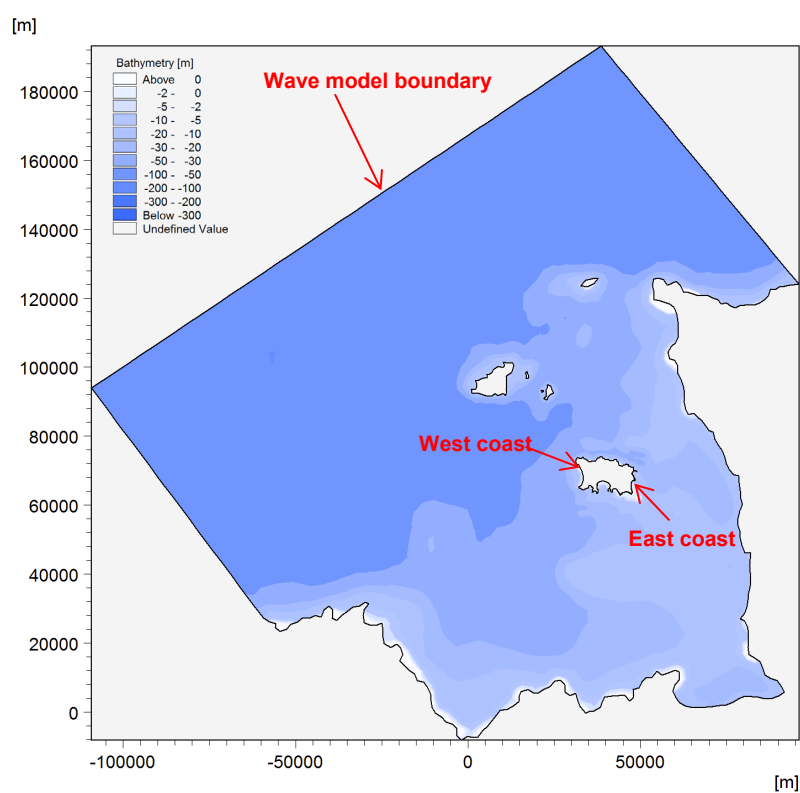 [m]
Bathymetry [m]
Above 0
-2 - 0
-5 - -2
-10 - -5
-20 - -10
-30 - -20
-50 - -30
-100 - -50
-200 - -100
-300 - -200
Below -300
Undefined Value
Wave model boundary
180000
160000
140000
120000
100000
80000
60000
40000
20000
0
West coast
East coast
-100000 -50000 0 50000
[m]